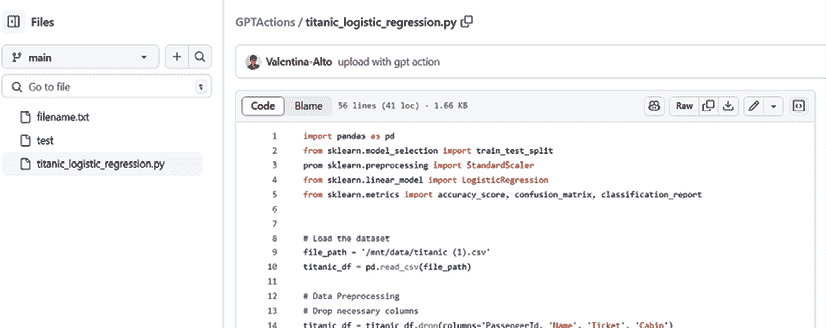 Files
main
Go to file
t
filename.txt
test
titanic_logistic_regression.py
GPTActions / titanic_logistic_regression.py
Valentina-Alto upload with gpt action
Code Blame 56 lines (41 loc) · 1.66 KB Raw
1 import pandas as pd
2 from sklearn.model_selection import train_test_split
3 prom sklearn.preprocessing import StandardScaler
4 from sklearn.linear_model import LogisticRegression
5 from sklearn.metrics import accuracy_score, confusion_matrix, classification_report
6
7
8 # Load the dataset
9 file_path = '/mnt/data/titanic (1).csv'
10 titanic_df = pd.read_csv(file_path)
11
12 # Data Preprocessing
13 # Drop necessary columns
14 titanic_df = titanic_df.drop(columns='PassengerId, 'Name', 'Ticket', 'Cabin')